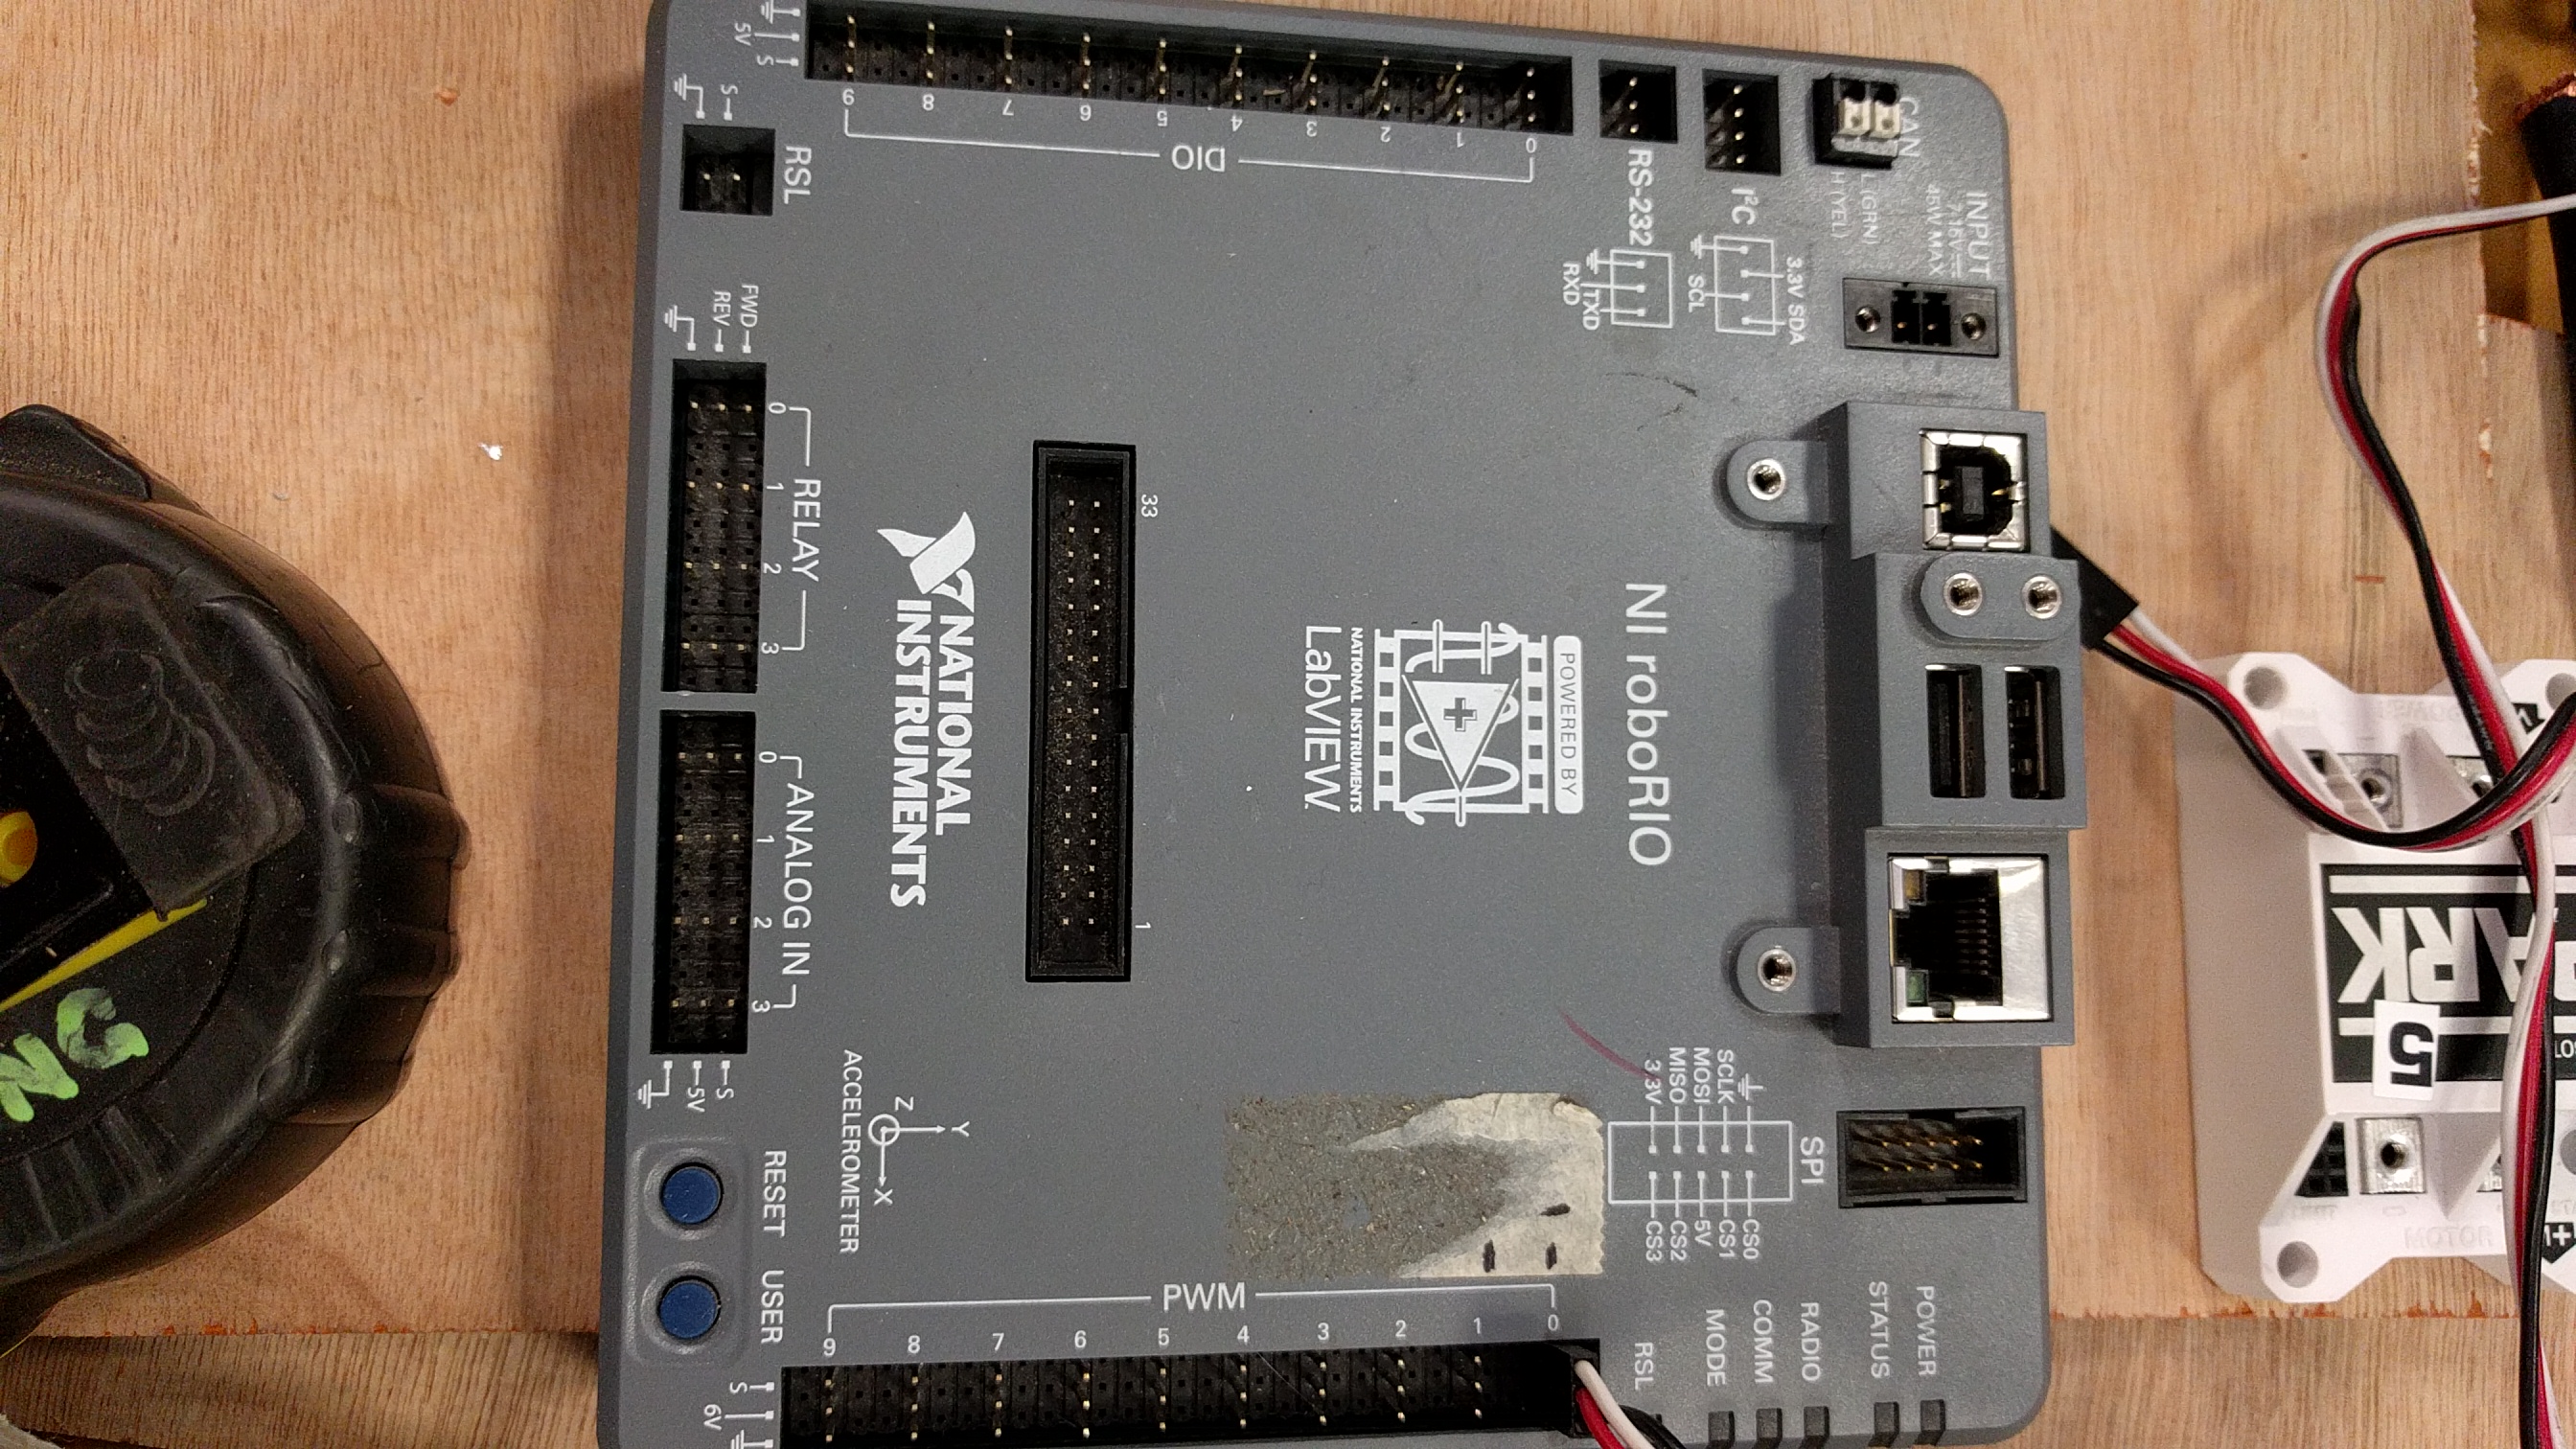 5V
S
9
8
7
6
5
4
3
2
1
0
DIO
S
RSL
RS-232
RXD
TXD
I²C
SCL
3.3V SDA
CAN
L(GRN)
H(YEL)
INPUT
7-16V
45W MAX
FWD
REV
0
1
2
3
RELAY
0
1
2
3
ANALOG IN
S
5V
33
1
NATIONAL
INSTRUMENTS
POWERED BY
NATIONAL INSTRUMENTS
LabVIEW
NI roboRIO
ACCELEROMETER
Z
Y
X
RESET
USER
SPI
SCLK
MOSI
MISO
3.3V
CS0
CS1
5V
CS2
CS3
PWM
9
8
7
6
5
4
3
2
1
0
S
6V
RSL
MODE
COMM
RADIO
STATUS
POWER
ARK
5
MOTOR